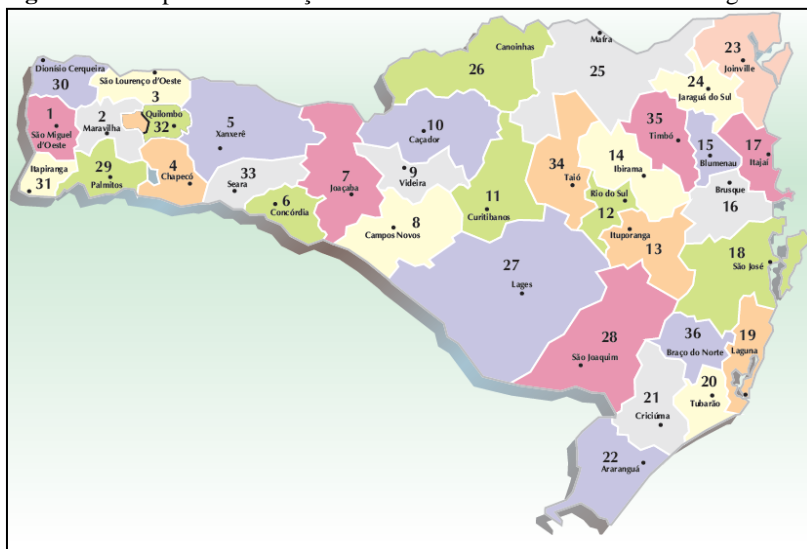 Dionísio Cerqueira
30
São Lourenço d'Oeste
3
1
São Miguel
d'Oeste
2
Maravilha
Quilombo
32
5
Xanxerê
Itapiranga
31
29
Palmitos
4
Chapecó
33
Seara
6
Concórdia
7
Joaçaba
10
Caçador
9
Videira
8
Campos Novos
Canoinhas
26
Mafra
25
11
Curitibanos
34
Taió
14
Ibirama
Rio do Sul
12
Ituporanga
13
35
Timbó
24
Jaraguá do Sul
23
Joinville
15
Blumenau
17
Itajaí
Brusque
16
18
São José
27
Lages
28
São Joaquim
36
Braço do Norte
19
Laguna
20
Tubarão
21
Criciúma
22
Araranguá